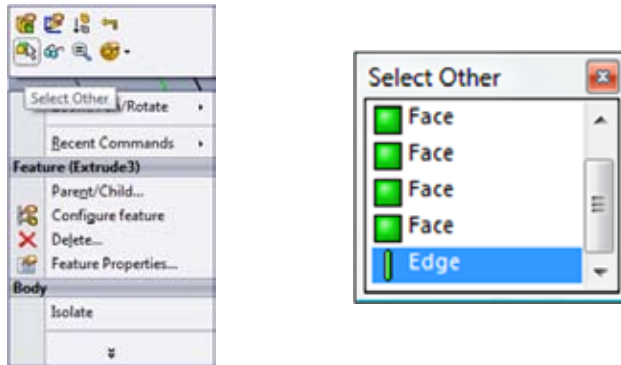 Select Other
/Rotate
Recent Commands
Feature (Extrude3)
Parent/Child...
Configure feature
Delete...
Feature Properties...
Body
Isolate
Select Other
Face
Face
Face
Face
Edge